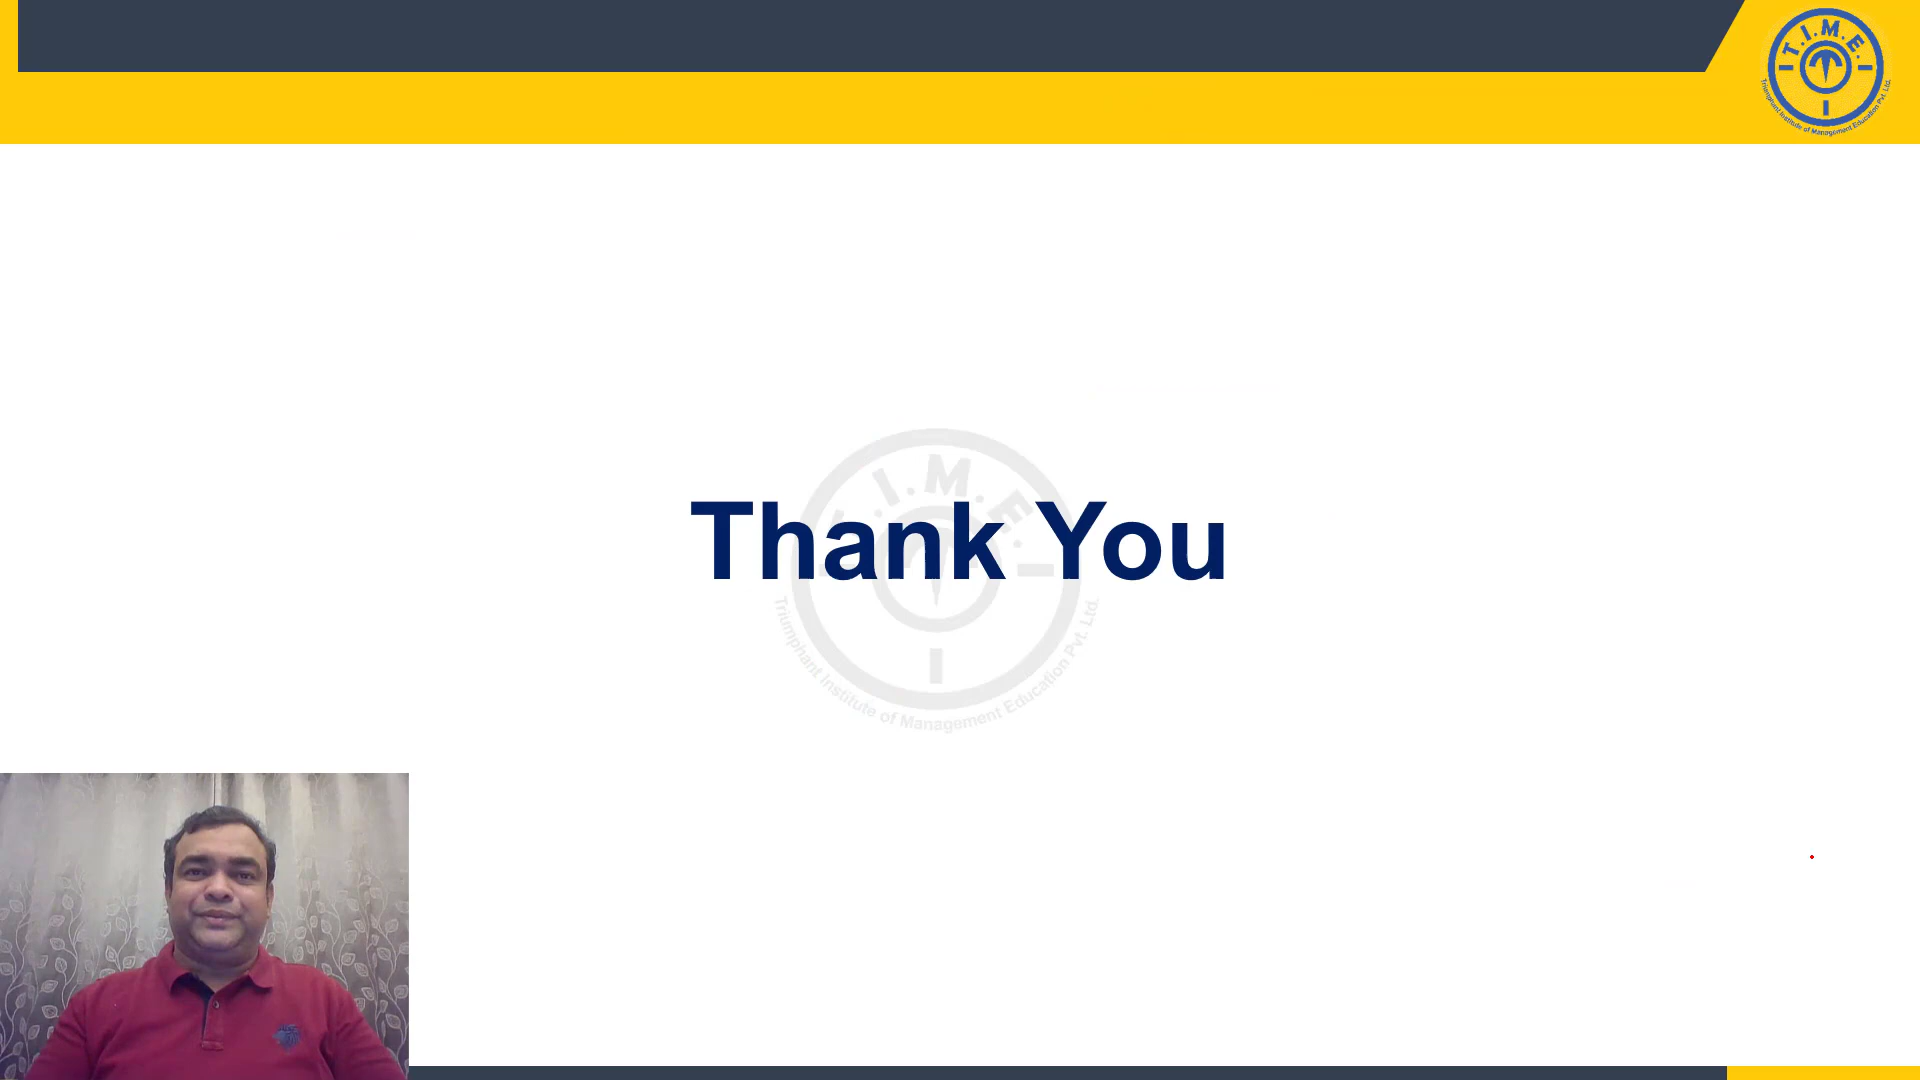 T.I.M.E.
Triumphant Institute of Management Education Pvt. Ltd.
Thank You
T.I.M.E.
Triumphant Institute of Management Education Pvt. Ltd.